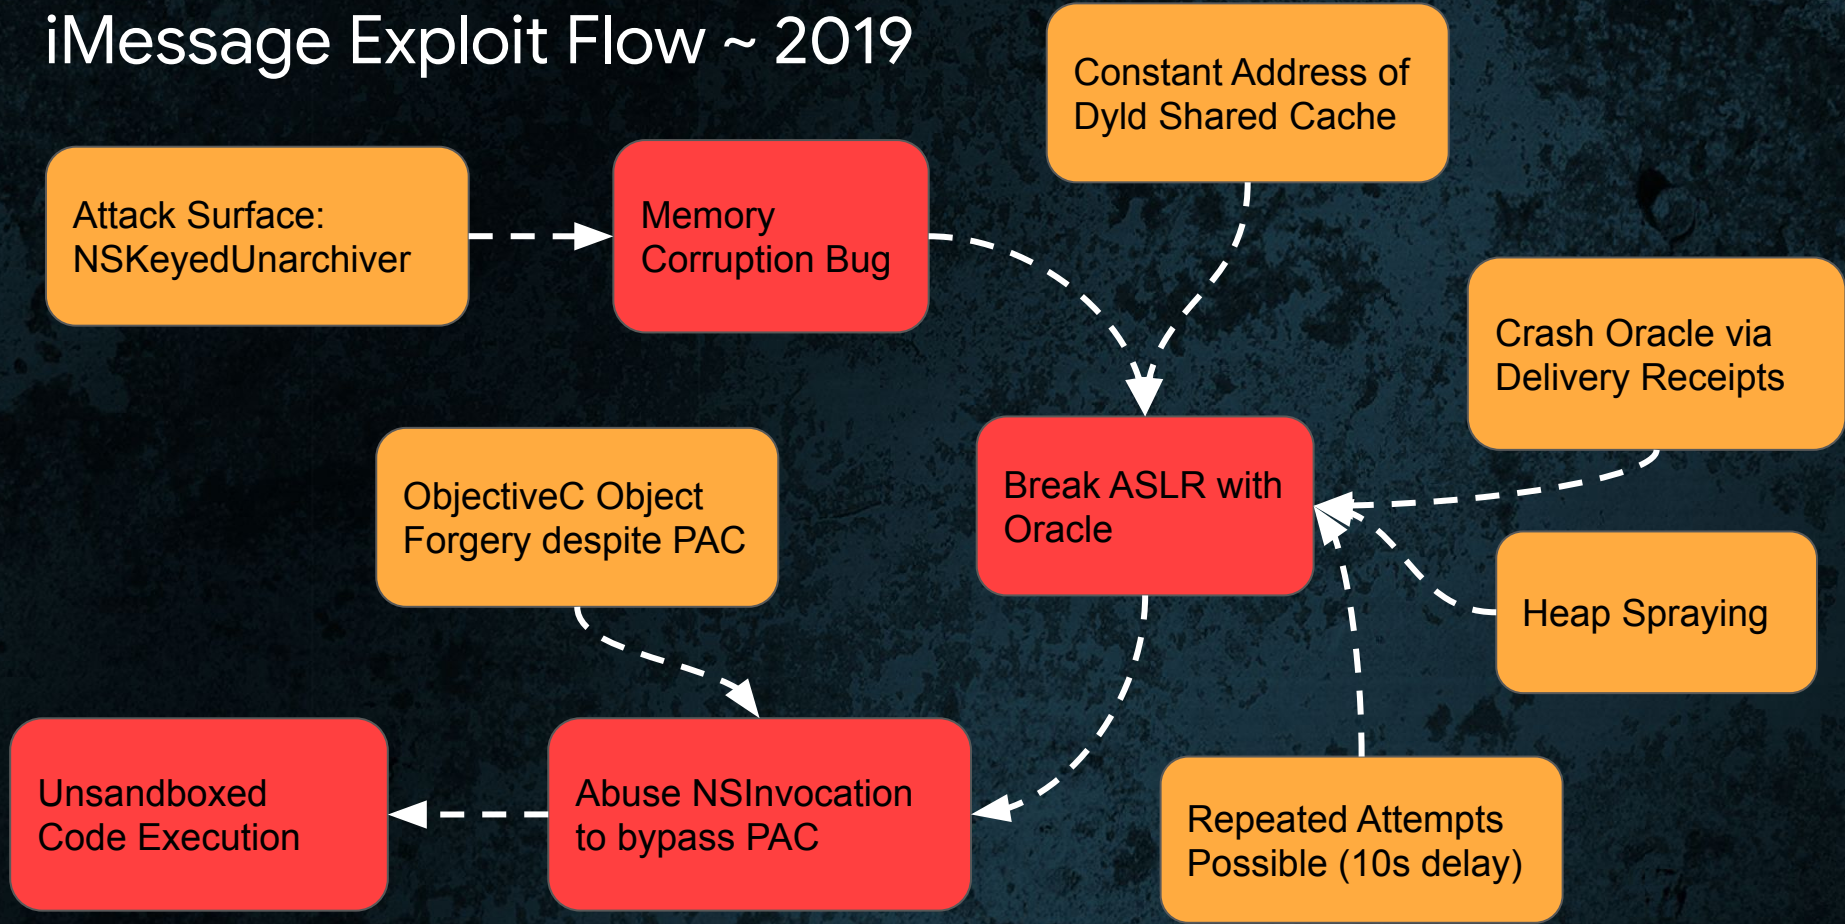 iMessage Exploit Flow ~ 2019
Constant Address of
Dyld Shared Cache
Attack Surface:
NSKeyedUnarchiver
Memory
Corruption Bug
Crash Oracle via
Delivery Receipts
ObjectiveC Object
Forgery despite PAC
Break ASLR with
Oracle
Heap Spraying
Unsandboxed
Code Execution
Abuse NSInvocation
to bypass PAC
Repeated Attempts
Possible (10s delay)